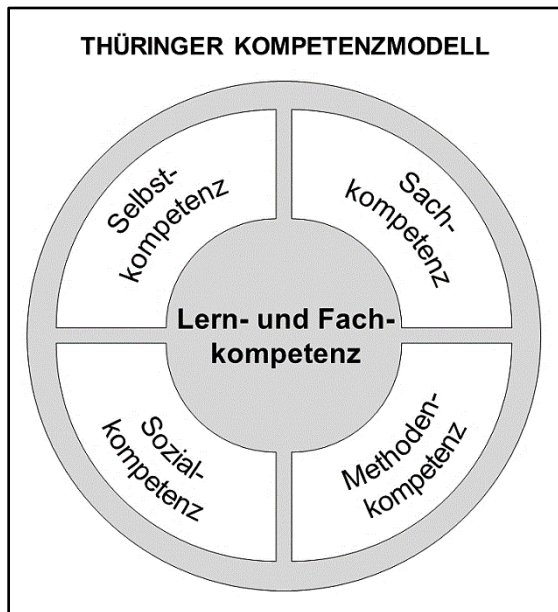 THÜRINGER KOMPETENZMODELL
Selbst-
kompetenz
Sach-
kompetenz
Lern- und Fach-
kompetenz
Sozial-
kompetenz
Methoden-
kompetenz